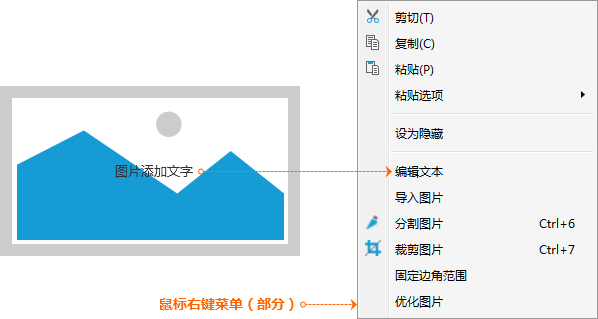 图片添加文字
鼠标右键菜单（部分）
剪切(T)
复制(C)
粘贴(P)
粘贴选项
设为隐藏
编辑文本
导入图片
分割图片 Ctrl+6
裁剪图片 Ctrl+7
固定边角范围
优化图片